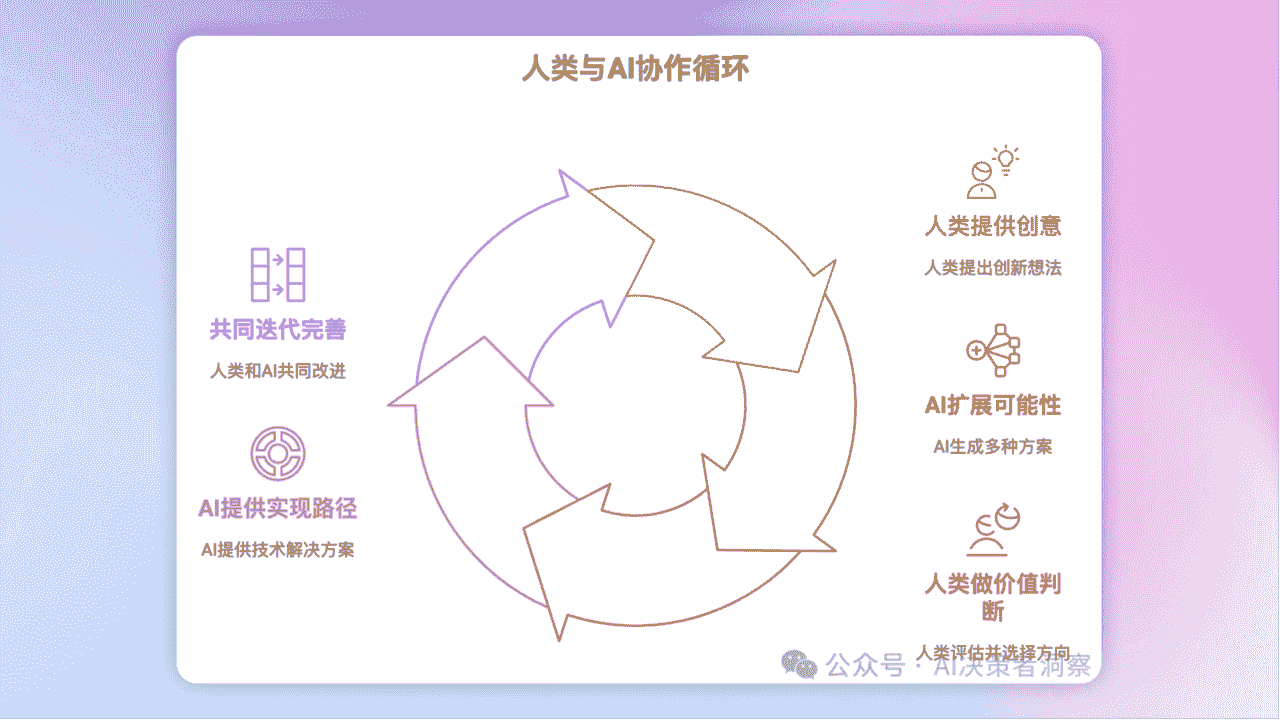 人类与AI协作循环
人类提供创意
人类提出创新想法
AI扩展可能性
AI生成多种方案
人类做价值判
断
人类评估并选择方向
AI提供实现路径
AI提供技术解决方案
共同迭代完善
人类和AI共同改进
公众号·AI决策者洞察